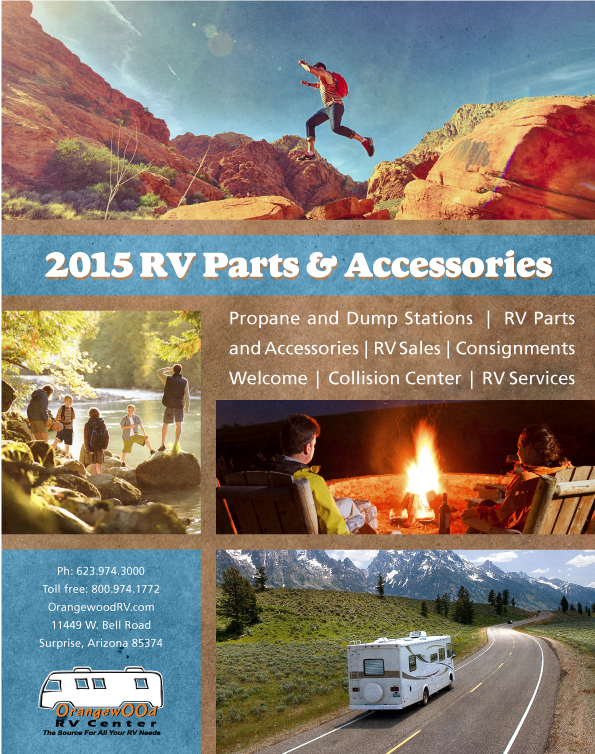 2015 RV Parts & Accessories
Propane and Dump Stations | RV Parts
and Accessories | RV Sales | Consignments
Welcome | Collision Center | RV Services
Ph: 623.974.3000
Toll free: 800.974.1772
OrangewoodRV.com
11449 W. Bell Road
Surprise, Arizona 85374
OrangewOOd
RV Center
The Source For All Your RV Needs